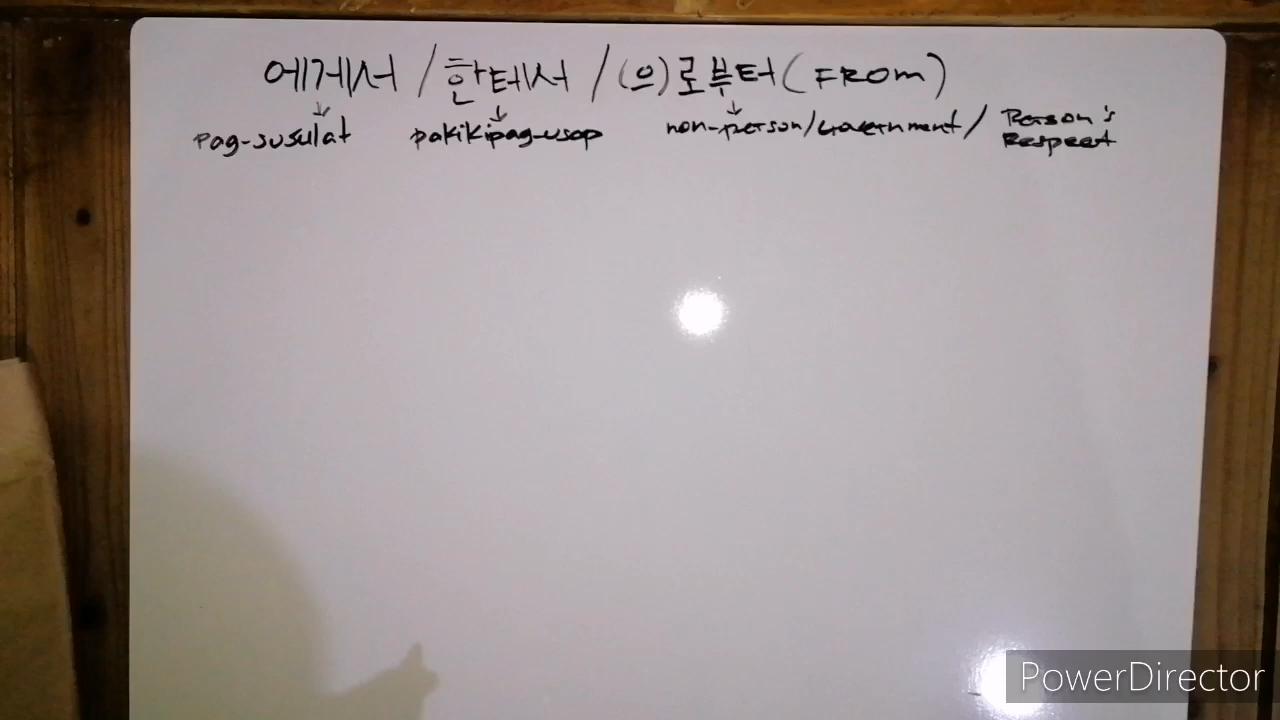 에게서 / 한테서 / (으)로부터 (FROM)
pag-susulat pakikipag-usap non-person/Government/ Person's Respect
PowerDirector